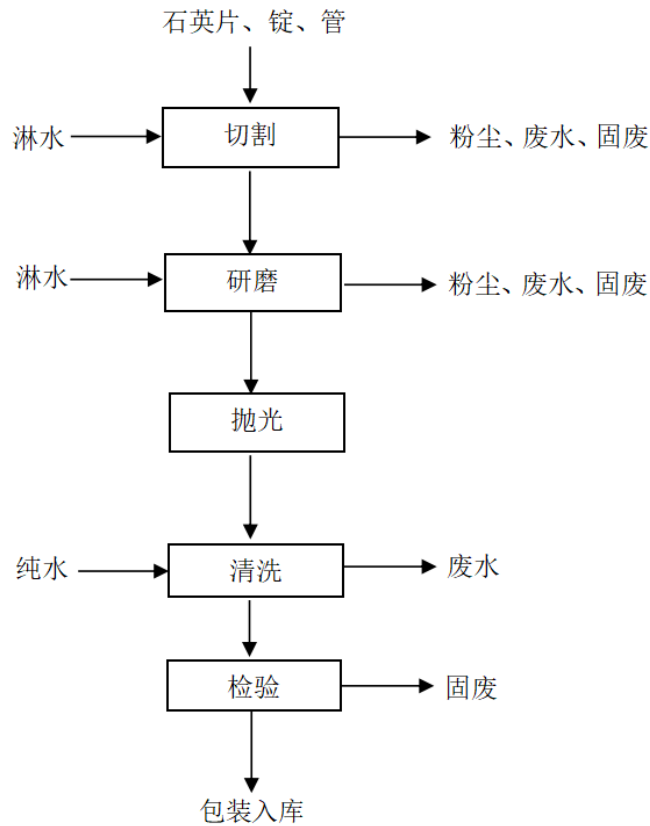 石英片、锭、管
淋水
切割
粉尘、废水、固废
淋水
研磨
粉尘、废水、固废
抛光
纯水
清洗
废水
检验
固废
包装入库